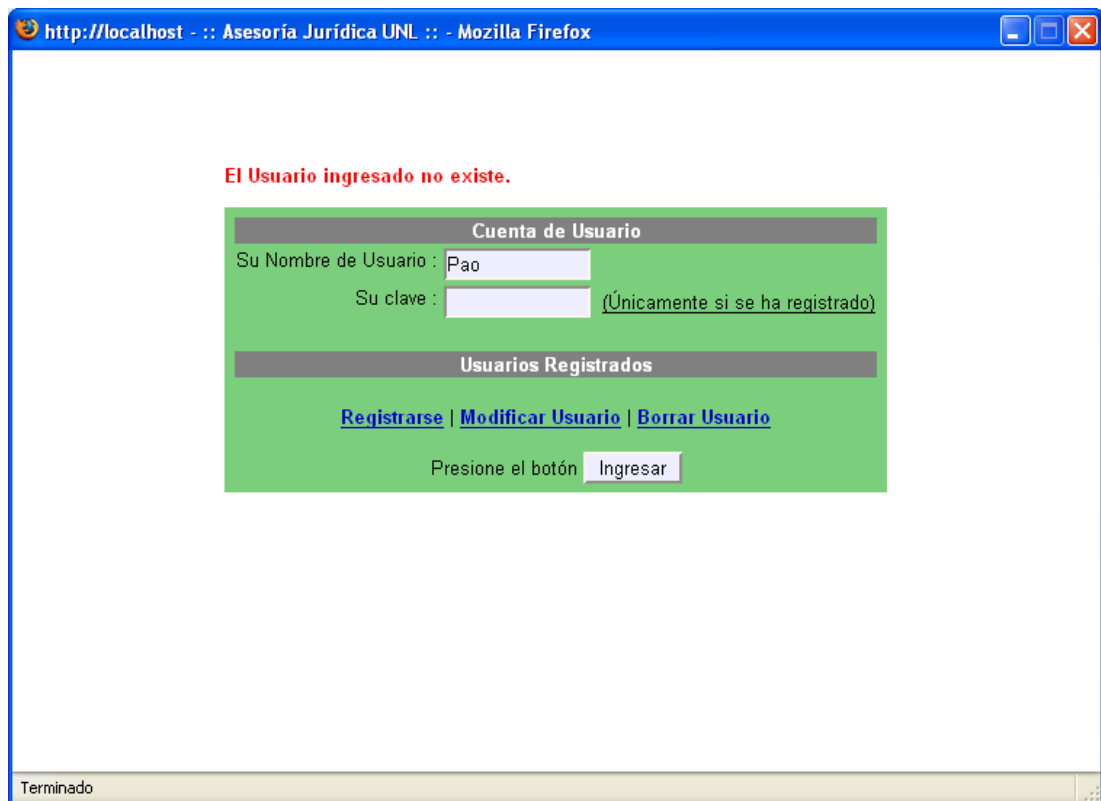 http://localhost - :: Asesoría Jurídica UNL :: - Mozilla Firefox
El Usuario ingresado no existe.
Cuenta de Usuario
Su Nombre de Usuario : Pao
Su clave : (Únicamente si se ha registrado)
Usuarios Registrados
Registrarse | Modificar Usuario | Borrar Usuario
Presione el botón Ingresar
Terminado